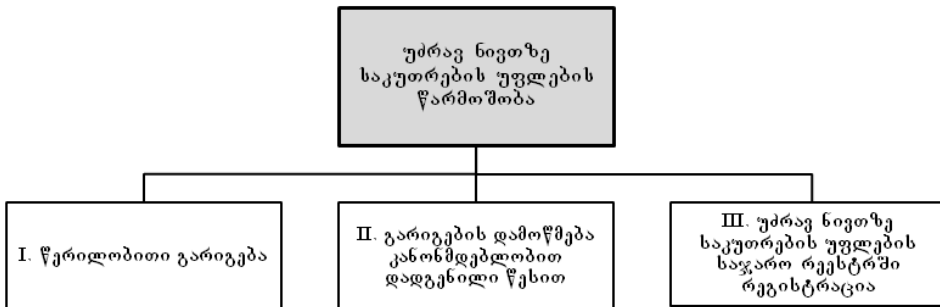 უძრავ ნივთზე
საკუთრების უფლების
წარმოშობა
I. წერილობითი გარიგება
II. გარიგების დამოწმება
კანონმდებლობით
დადგენილი წესით
III. უძრავ ნივთზე
საკუთრების უფლების
საჯარო რეესტრში
რეგისტრაცია